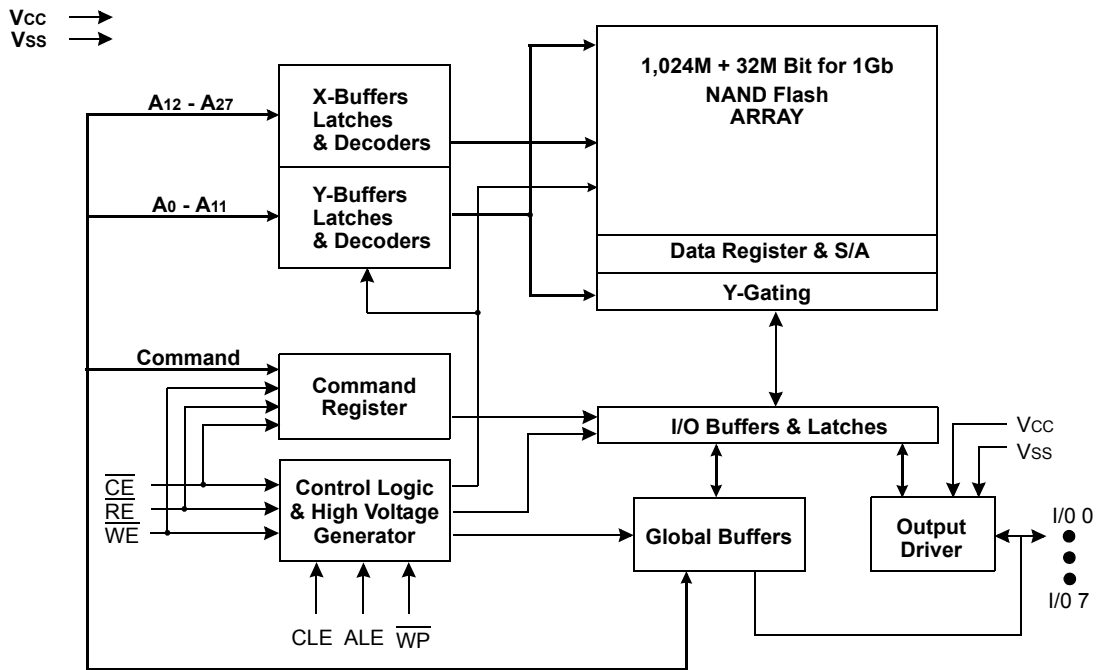 VCC
VSS
1,024M + 32M Bit for 1Gb
NAND Flash
ARRAY
X-Buffers
Latches
& Decoders
A12 - A27
Y-Buffers
Latches
& Decoders
A0 - A11
Data Register & S/A
Y-Gating
Command
Command
Register
I/O Buffers & Latches
VCC
VSS
CE
RE
WE
Control Logic
& High Voltage
Generator
Global Buffers
Output
Driver
I/0 0
I/0 7
CLE
ALE
WP